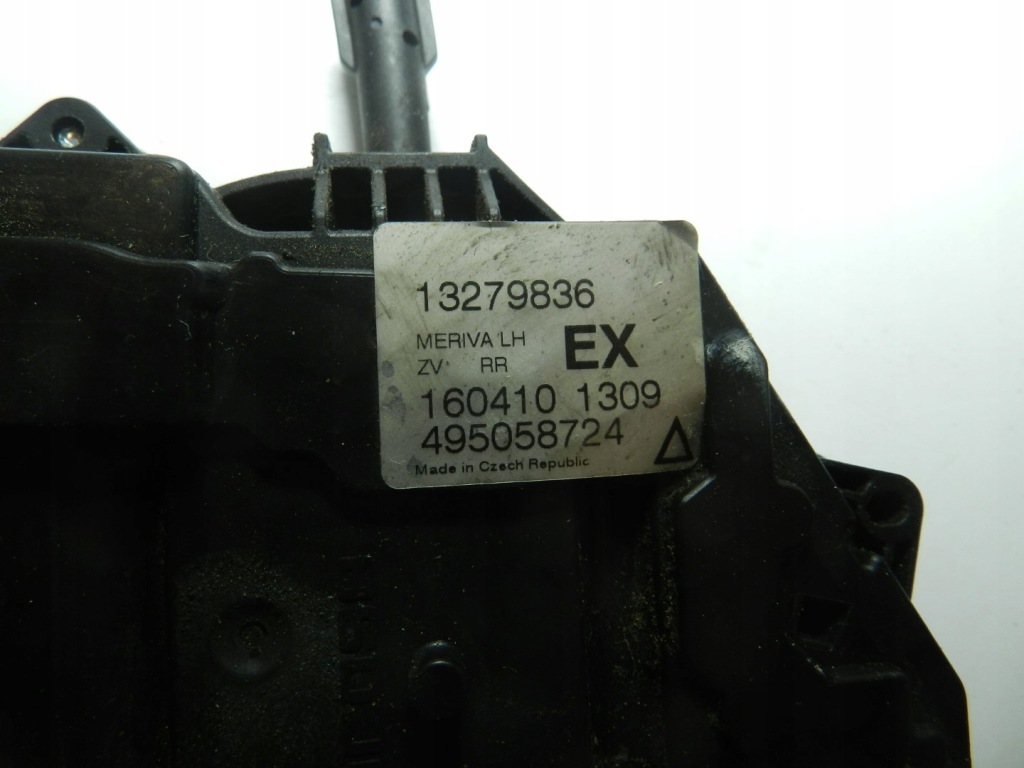 13279836
MERIVA LH
ZV RR EX
160410 1309
495058724
Made in Czech Republic